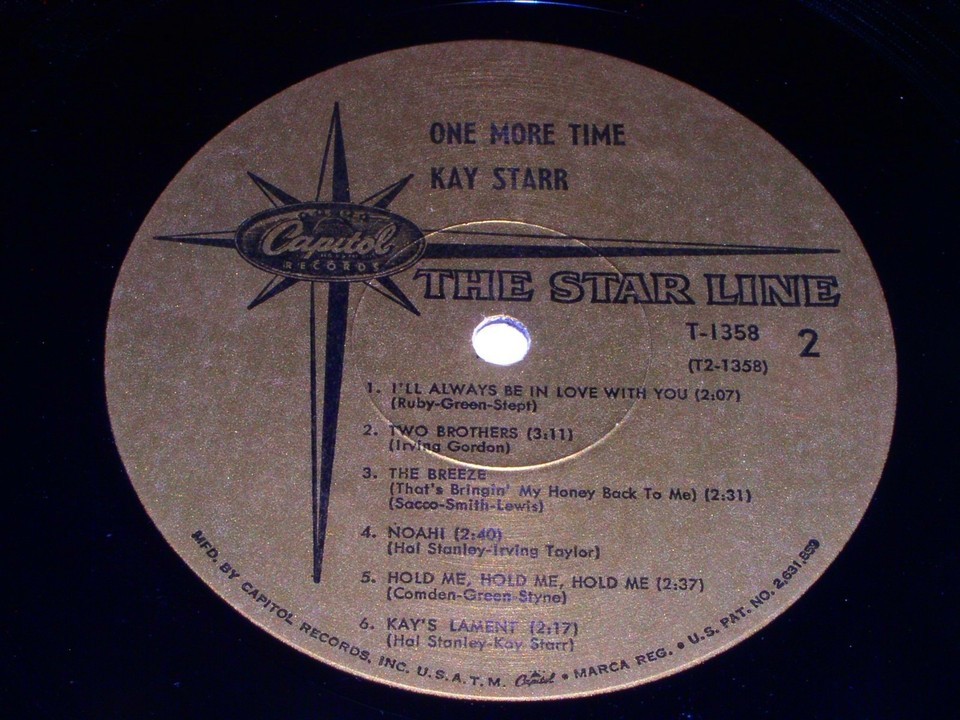 ONE MORE TIME
KAY STARR
Capitol
RECORDS
THE STAR LINE
T-1358
2
(T2-1358)
1. I'LL ALWAYS BE IN LOVE WITH YOU (2:07)
(Ruby-Green-Stept)
2. TWO BROTHERS (3:11)
(Irving Gordon)
3. THE BREEZE
(That's Bringin' My Honey Back To Me) (2:31)
(Sacco-Smith-Lewis)
4. NOAH! (2:40)
(Hal Stanley-Irving Taylor)
5. HOLD ME, HOLD ME, HOLD ME (2:37)
(Comden-Green-Styne)
6. KAY'S LAMENT (2:17)
(Hal Stanley-Kay Starr)
MFD. BY CAPITOL RECORDS, INC. U.S.A. T.M. Capitol • MARCA REG. • U.S. PAT. NO. 2,631,859